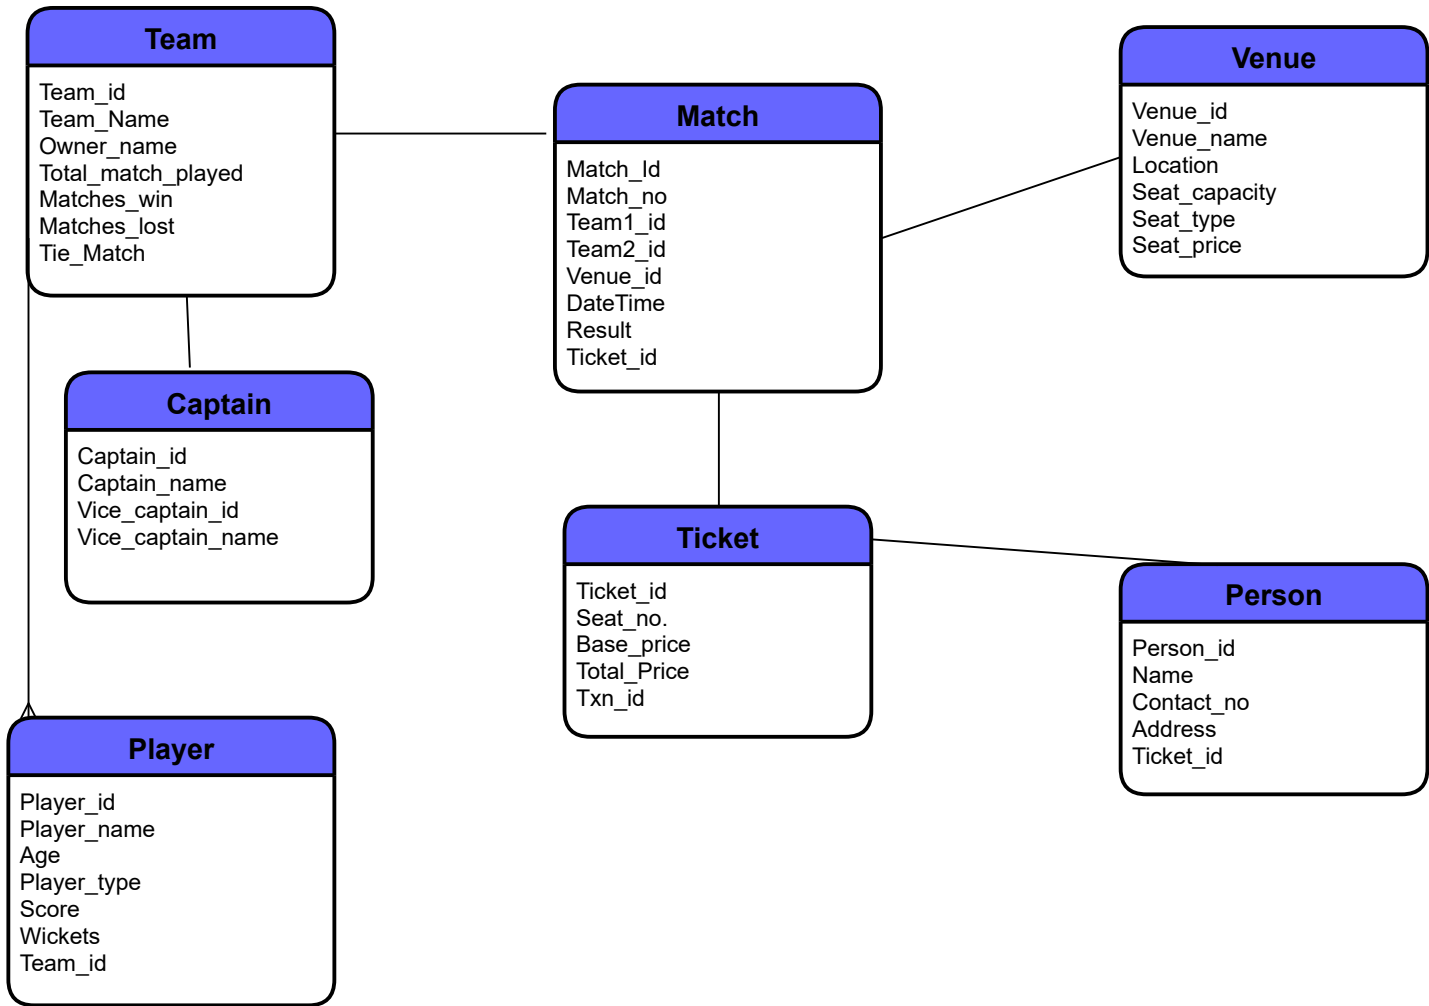 Team
Team_id
Team_Name
Owner_name
Total_match_played
Matches_win
Matches_lost
Tie_Match
Match
Match_Id
Match_no
Team1_id
Team2_id
Venue_id
DateTime
Result
Ticket_id
Venue
Venue_id
Venue_name
Location
Seat_capacity
Seat_type
Seat_price
Captain
Captain_id
Captain_name
Vice_captain_id
Vice_captain_name
Ticket
Ticket_id
Seat_no.
Base_price
Total_Price
Txn_id
Person
Person_id
Name
Contact_no
Address
Ticket_id
Player
Player_id
Player_name
Age
Player_type
Score
Wickets
Team_id